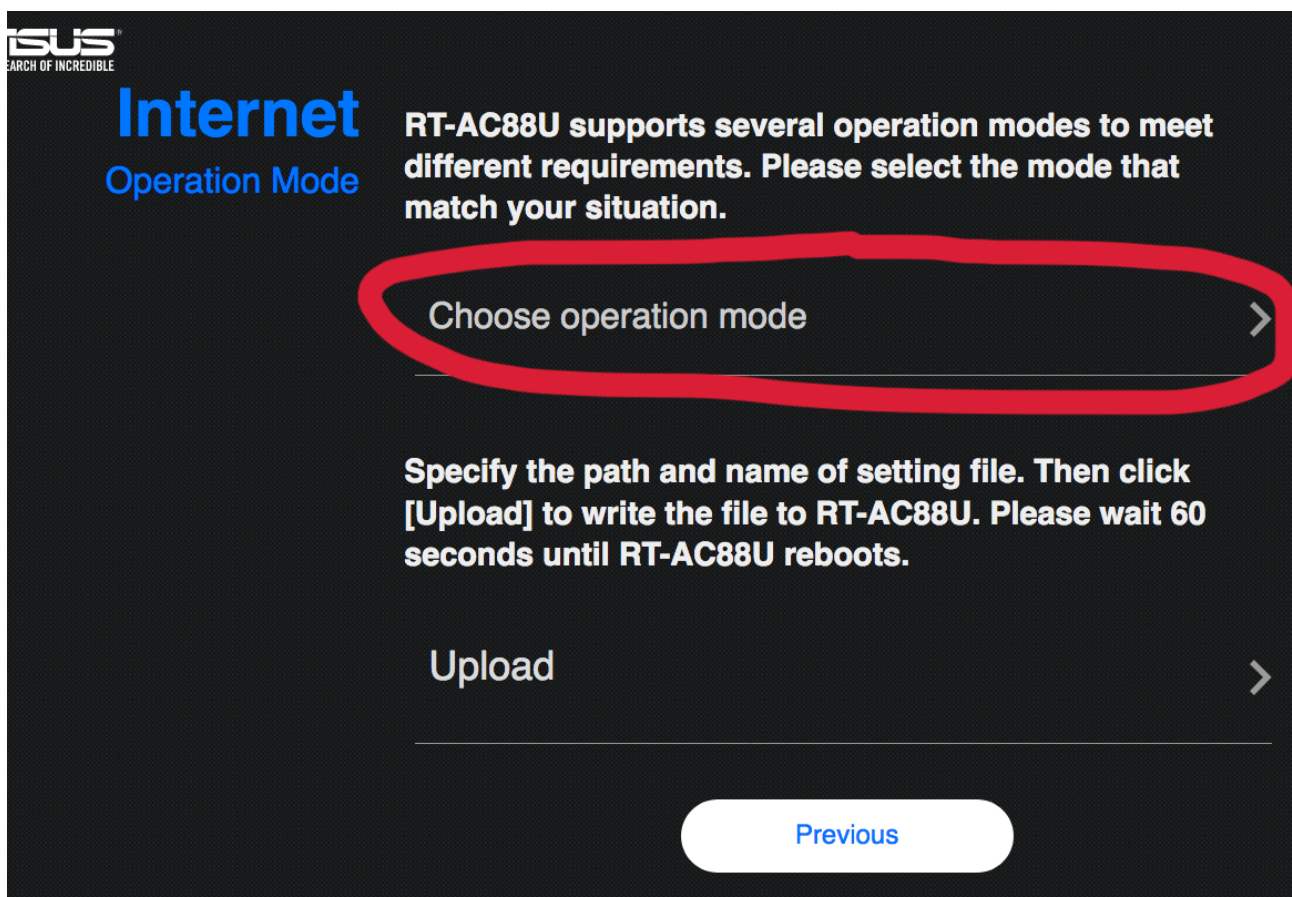 Internet
Operation Mode
RT-AC88U supports several operation modes to meet
different requirements. Please select the mode that
match your situation.
Choose operation mode
Specify the path and name of setting file. Then click
[Upload] to write the file to RT-AC88U. Please wait 60
seconds until RT-AC88U reboots.
Upload
Previous